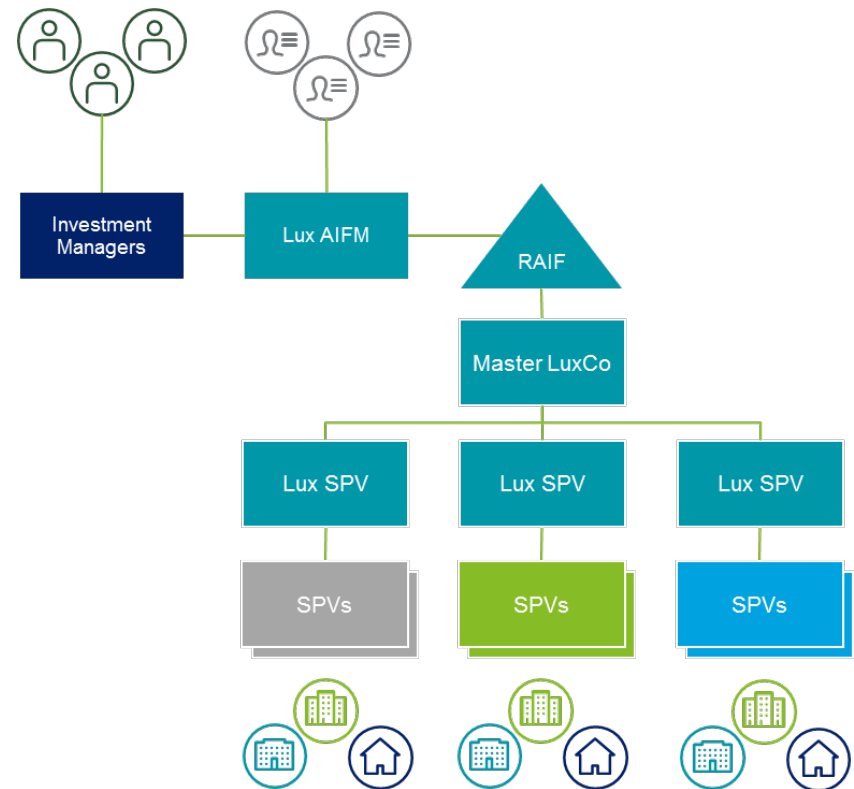 Investment
Managers
Lux AIFM
RAIF
Master LuxCo
Lux SPV
Lux SPV
Lux SPV
SPVs
SPVs
SPVs